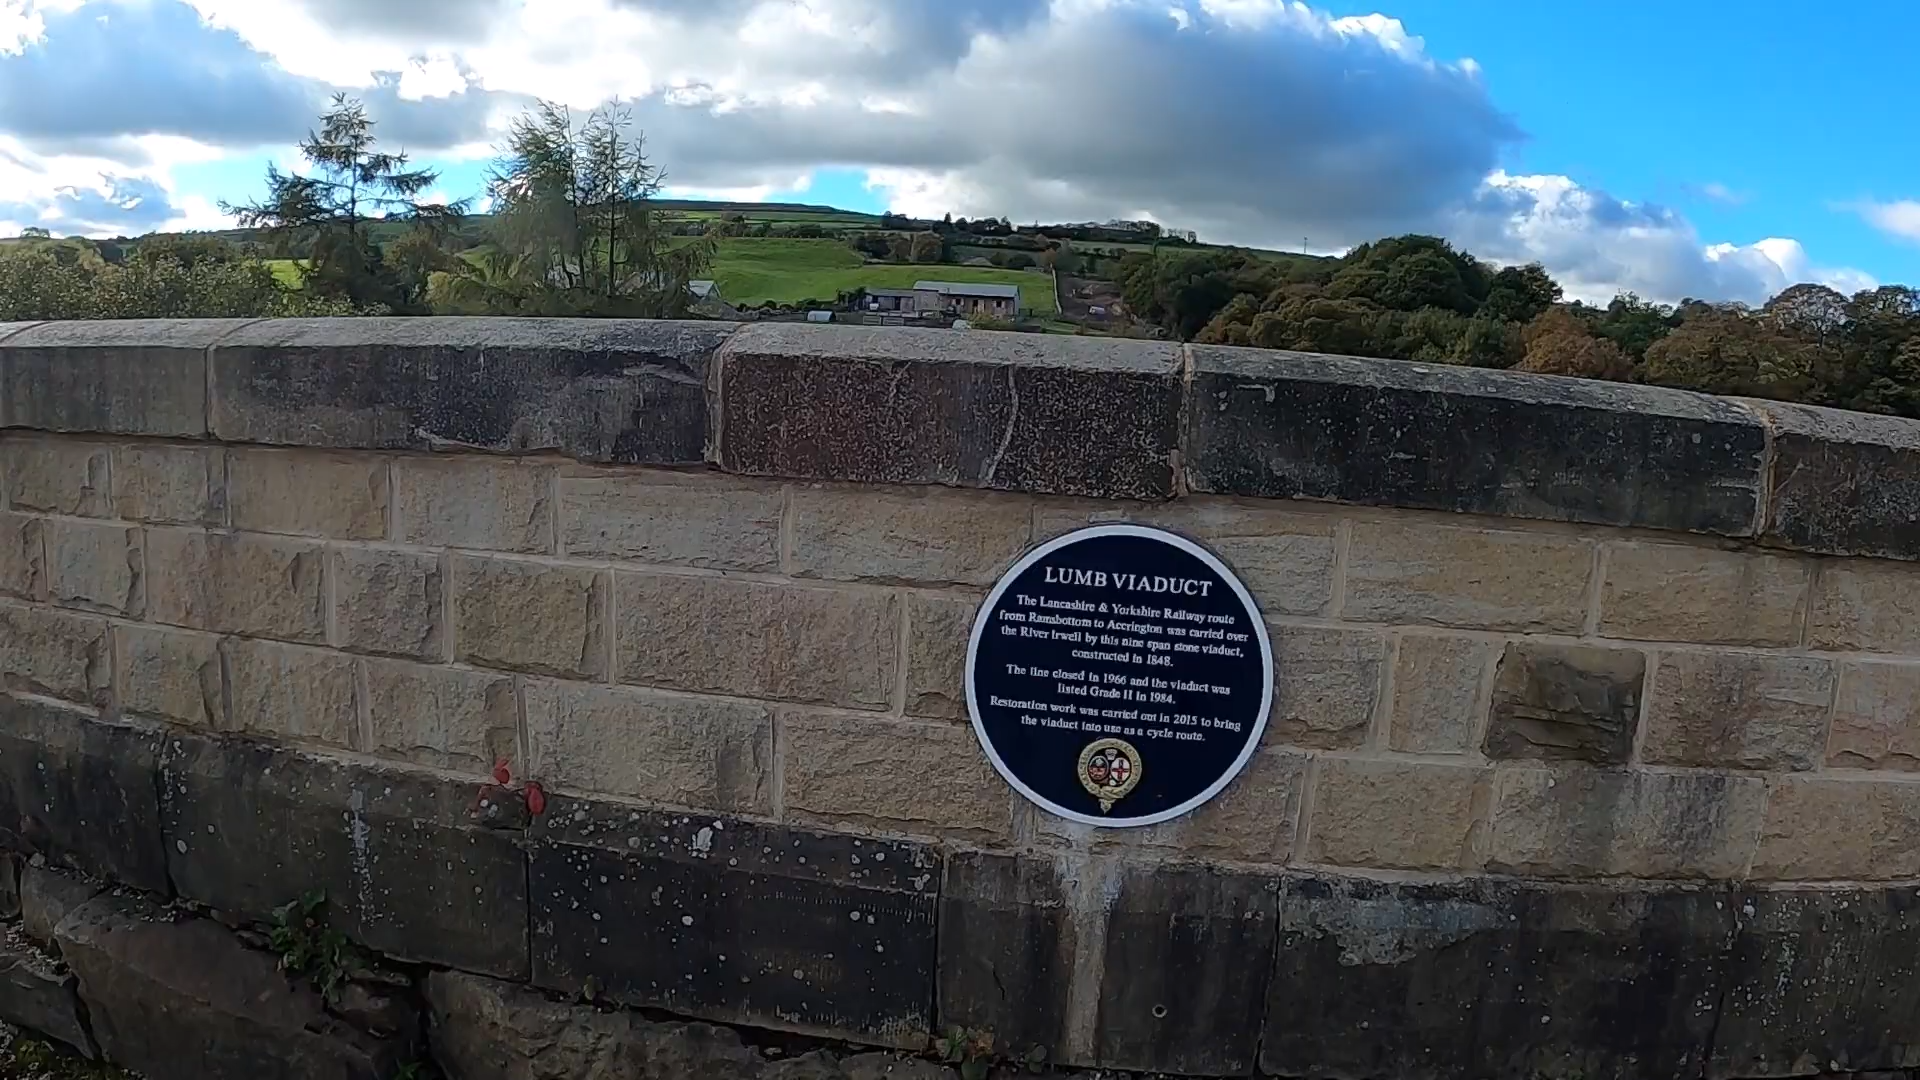 LUMB VIADUCT
The Lancashire & Yorkshire Railway route
from Ramsbottom to Accrington was carried over
the River Irwell by this nine span stone viaduct,
constructed in 1848.
The line closed in 1966 and the viaduct was
listed Grade II in 1984.
Restoration work was carried out in 2015 to bring
the viaduct into use as a cycle route.